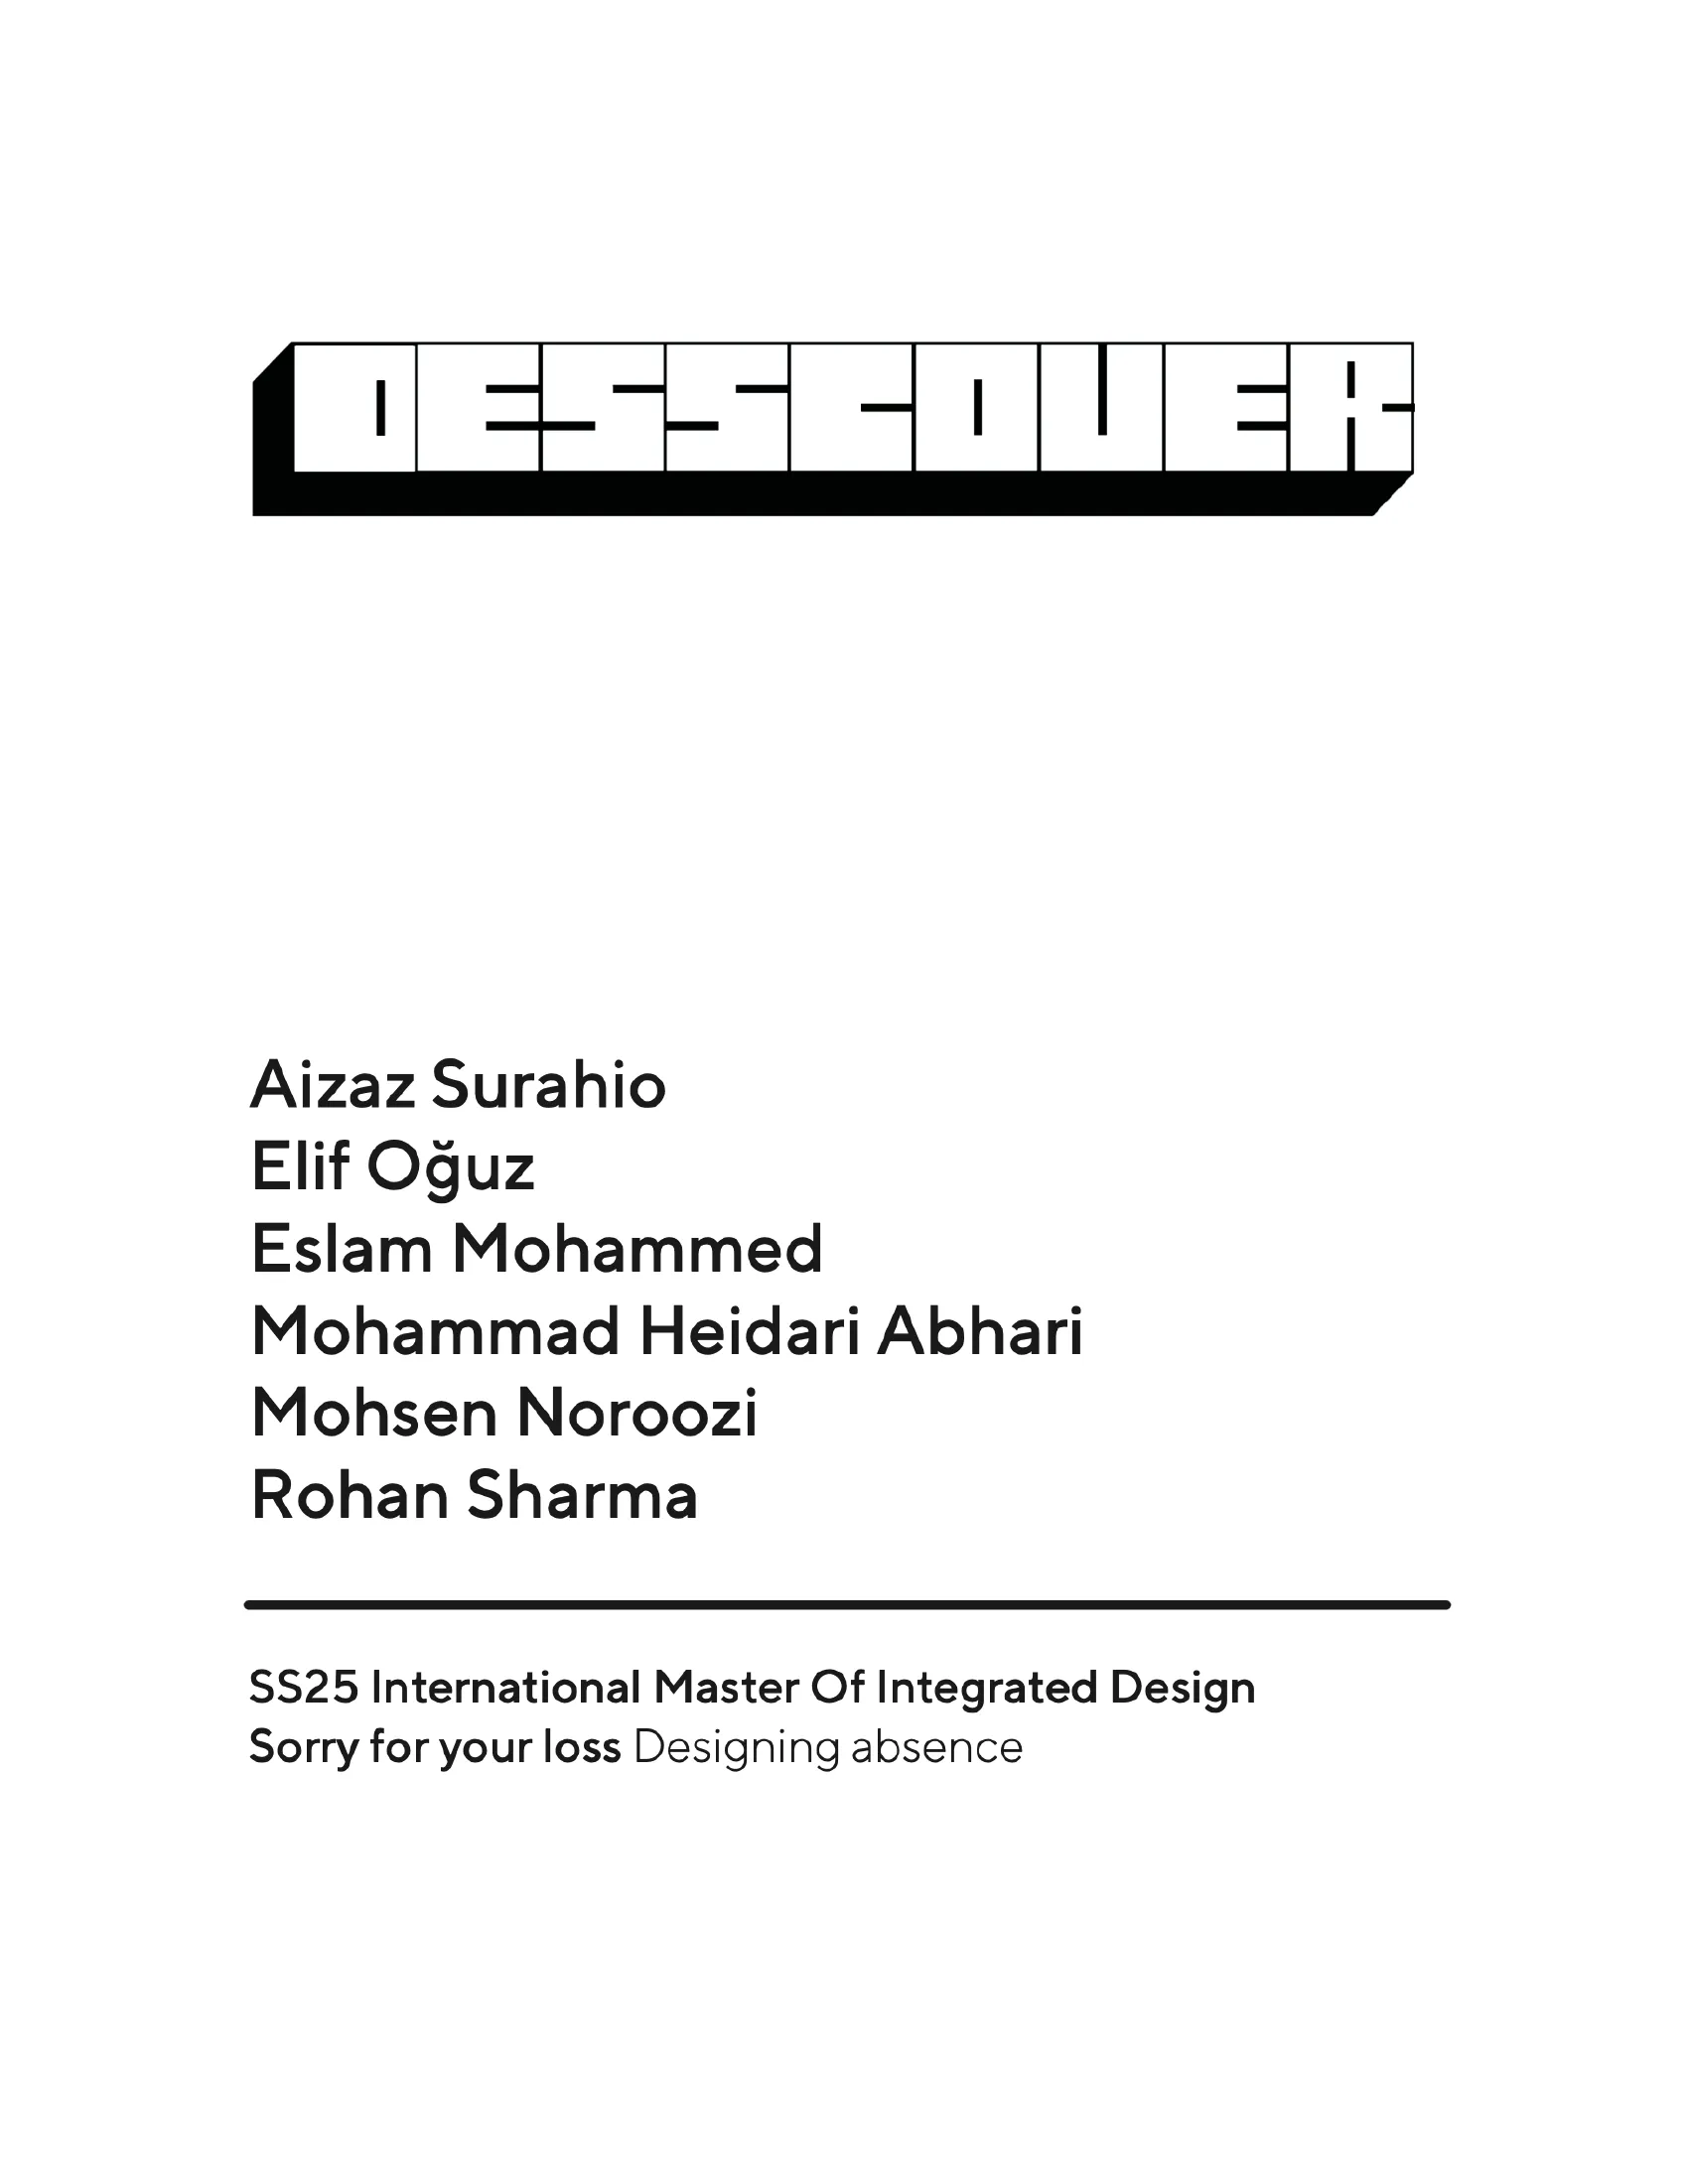 DESSCOVER
Aizaz Surahio
Elif Oğuz
Eslam Mohammed
Mohammad Heidari Abhari
Mohsen Noroozi
Rohan Sharma
SS25 International Master Of Integrated Design
Sorry for your loss Designing absence